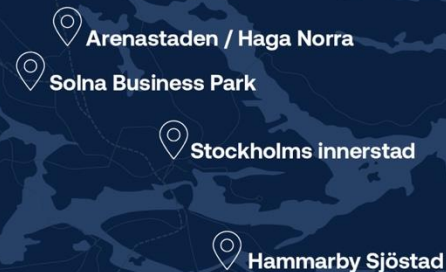 Arenastaden / Haga Norra
Solna Business Park
Stockholms innerstad
Hammarby Sjöstad